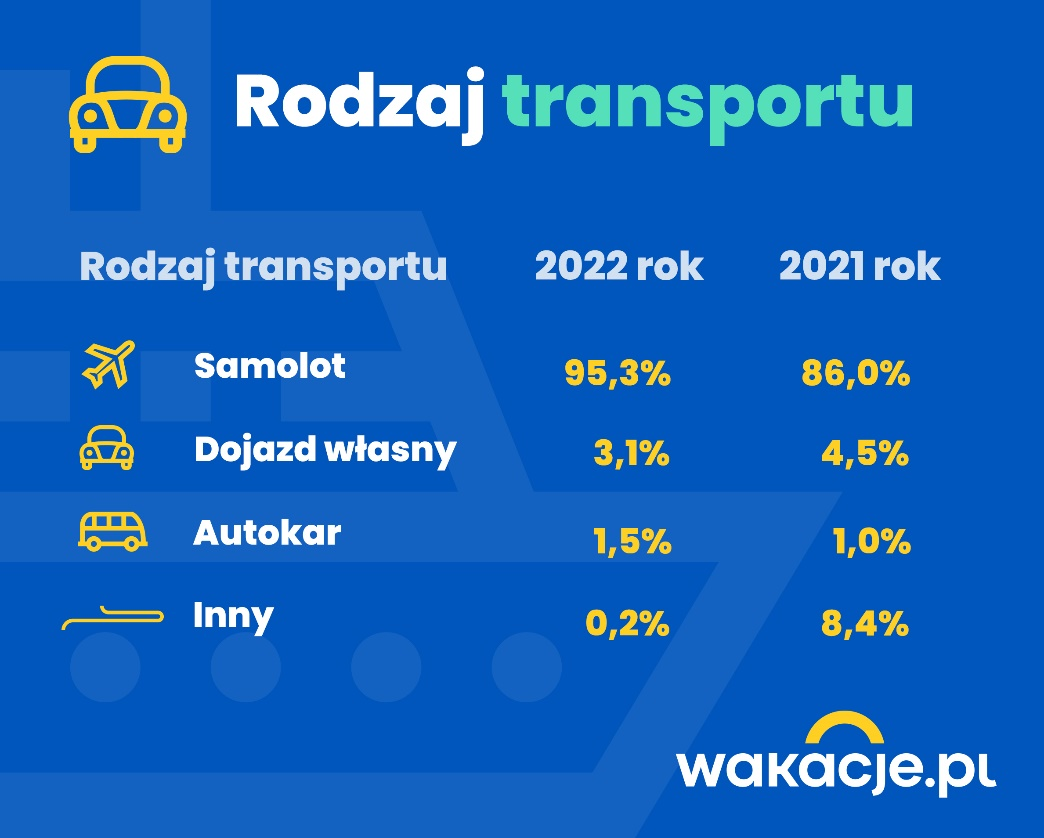 Rodzaj transportu
Rodzaj transportu 2022 rok 2021 rok
Samolot 95,3% 86,0%
Dojazd własny 3,1% 4,5%
Autokar 1,5% 1,0%
Inny 0,2% 8,4%
wakacje.pl